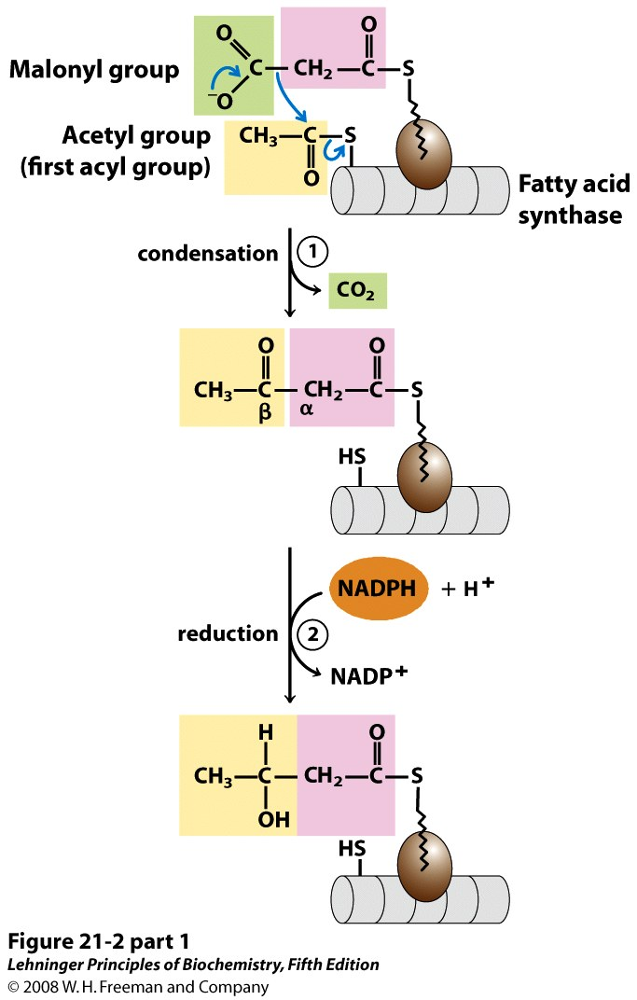 O
O
Malonyl group
C—CH₂—C—S
⁻O
Acetyl group
(first acyl group)
CH₃—C—S
O
Fatty acid
synthase
condensation
1
CO₂
O
O
CH₃—C—CH₂—C—S
β
α
HS
NADPH
+ H⁺
reduction
2
NADP⁺
H
O
CH₃—C—CH₂—C—S
OH
HS
Figure 21-2 part 1
Lehninger Principles of Biochemistry, Fifth Edition
© 2008 W. H. Freeman and Company